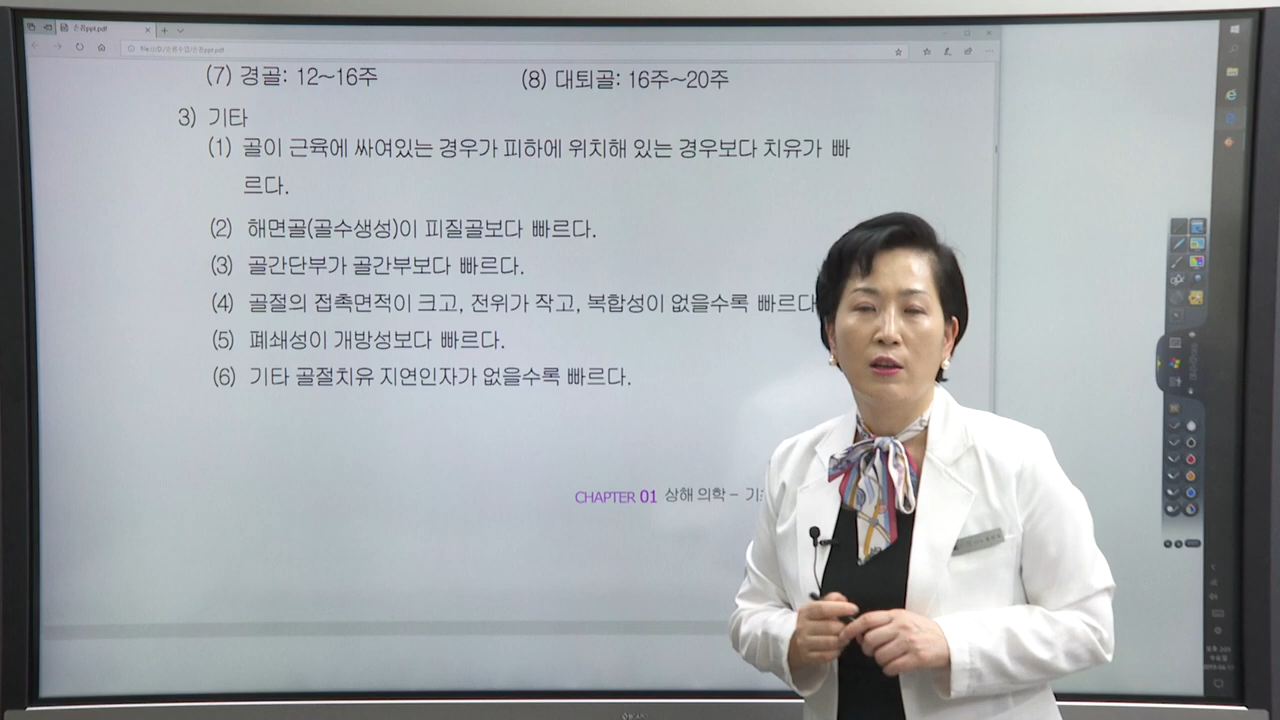 손홍ppt.pdf
(7) 경골: 12~16주 (8) 대퇴골: 16주~20주
3) 기타
(1) 골이 근육에 싸여있는 경우가 피하에 위치해 있는 경우보다 치유가 빠
르다.
(2) 해면골(골수생성)이 피질골보다 빠르다.
(3) 골간단부가 골간부보다 빠르다.
(4) 골절의 접촉면적이 크고, 전위가 작고, 복합성이 없을수록 빠르다
(5) 폐쇄성이 개방성보다 빠르다.
(6) 기타 골절치유 지연인자가 없을수록 빠르다.
CHAPTER 01 상해 의학 – 기